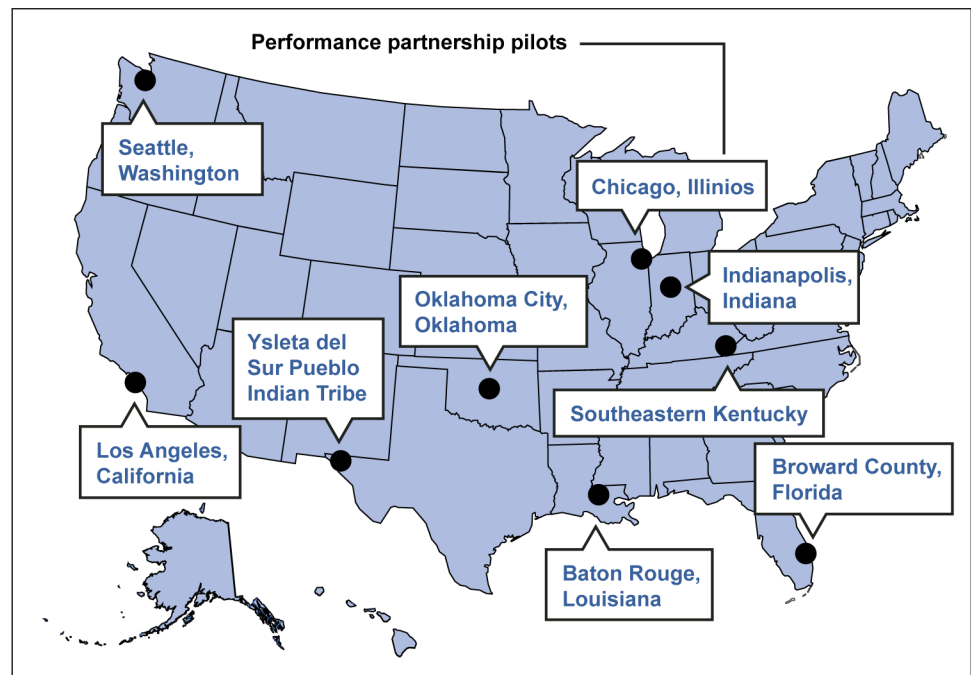 Performance partnership pilots
Seattle,
Washington
Chicago, Illinios
Indianapolis,
Indiana
Oklahoma City,
Oklahoma
Ysleta del
Sur Pueblo
Indian Tribe
Southeastern Kentucky
Los Angeles,
California
Broward County,
Florida
Baton Rouge,
Louisiana